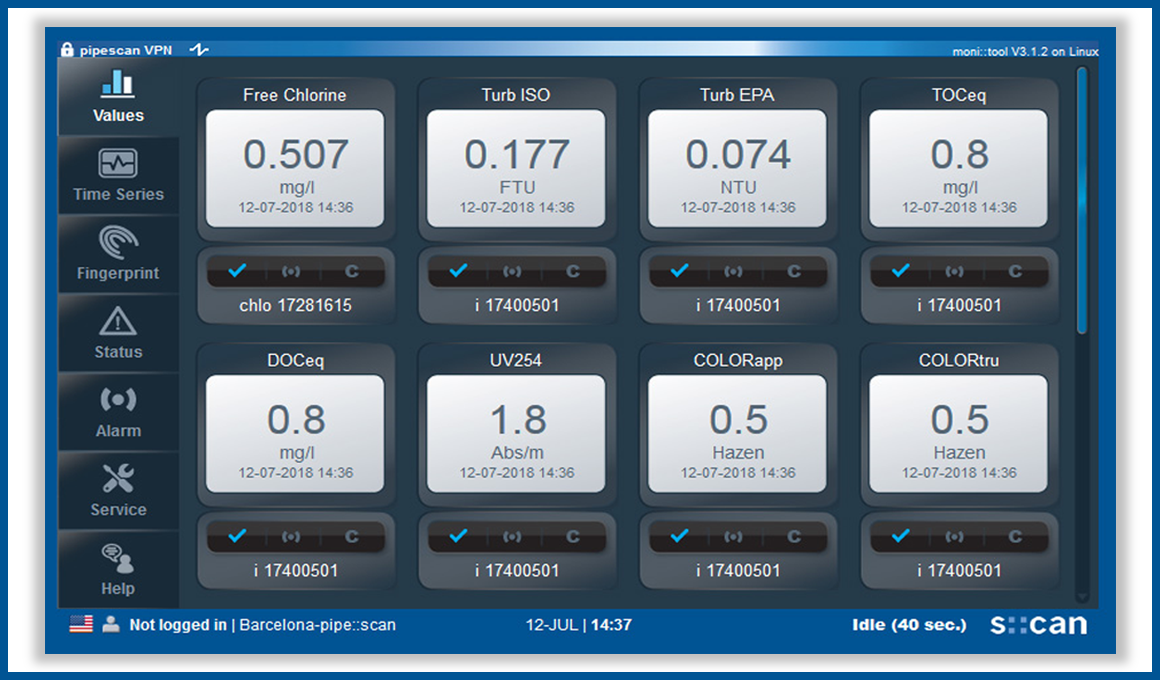 pipescan VPN
moni::tool V3.1.2 on Linux
Values
Time Series
Fingerprint
Status
Alarm
Service
Help
Free Chlorine
0.507
mg/l
12-07-2018 14:36
C
chlo 17281615
Turb ISO
0.177
FTU
12-07-2018 14:36
C
i 17400501
Turb EPA
0.074
NTU
12-07-2018 14:36
C
i 17400501
TOCeq
0.8
mg/l
12-07-2018 14:36
C
i 17400501
DOCeq
0.8
mg/l
12-07-2018 14:36
C
i 17400501
UV254
1.8
Abs/m
12-07-2018 14:36
C
i 17400501
COLORapp
0.5
Hazen
12-07-2018 14:36
C
i 17400501
COLORtru
0.5
Hazen
12-07-2018 14:36
C
i 17400501
Not logged in | Barcelona-pipe::scan
12-JUL | 14:37
Idle (40 sec.)
s::can